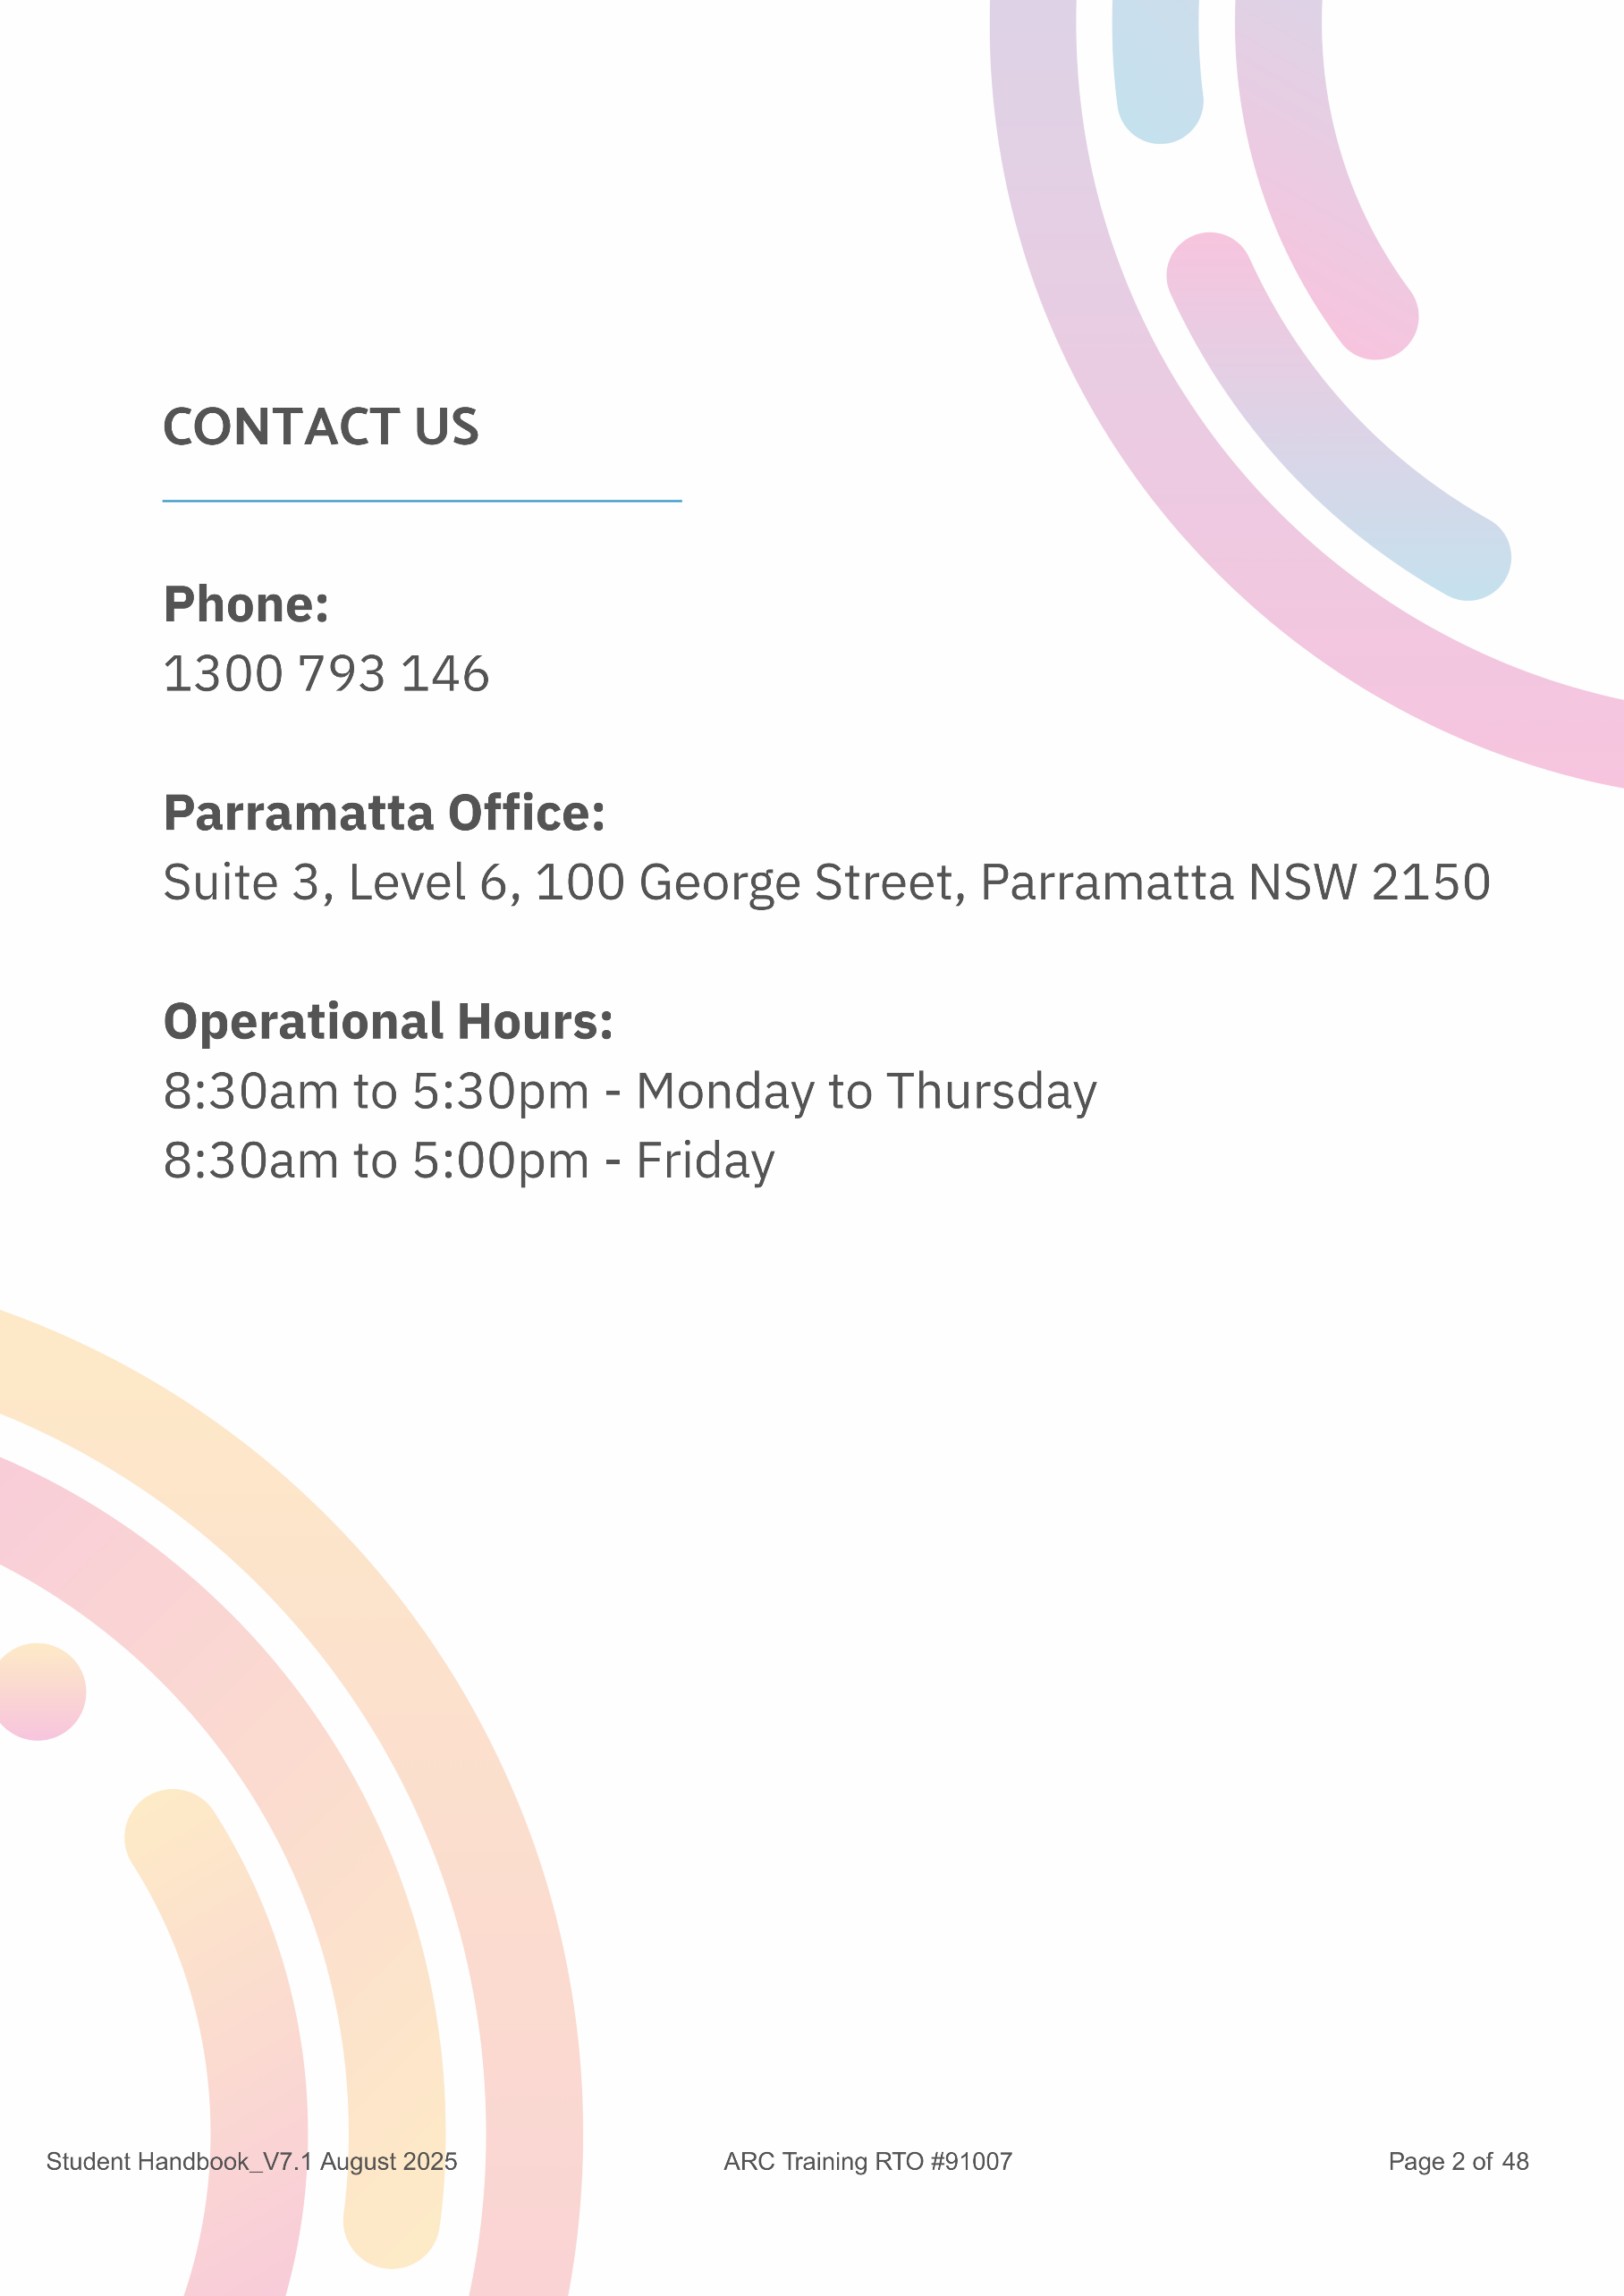 CONTACT US
Phone:
1300 793 146
Parramatta Office:
Suite 3, Level 6, 100 George Street, Parramatta NSW 2150
Operational Hours:
8:30am to 5:30pm - Monday to Thursday
8:30am to 5:00pm - Friday
Student Handbook_V7.1 August 2025 ARC Training RTO #91007 Page 2 of 48